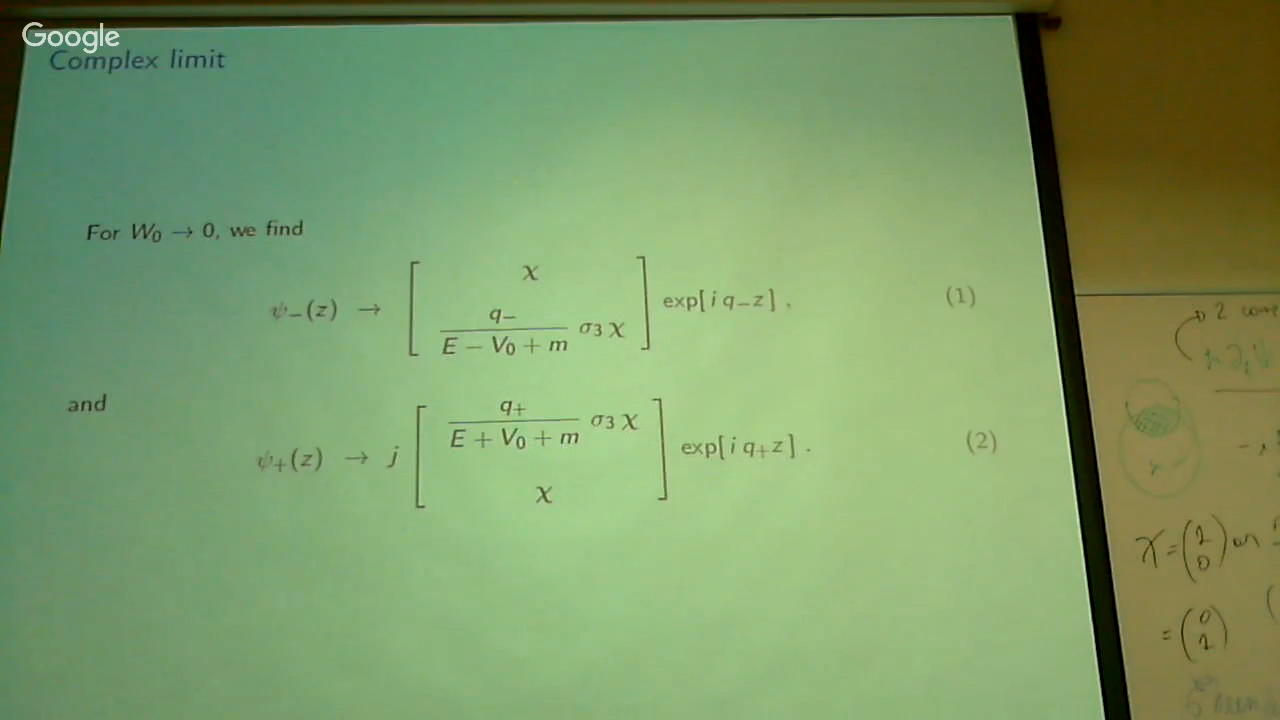 Google
Complex limit
For W₀ → 0, we find
ψ₋(z) → [ χ ; q₋ / (E − V₀ + m) σ₃ χ ] exp[ i q₋z ] , (1)
and
ψ₊(z) → j [ q₊ / (E + V₀ + m) σ₃ χ ; χ ] exp[ i q₊z ] . (2)
2
χ = (1 0) or
= (0 1)